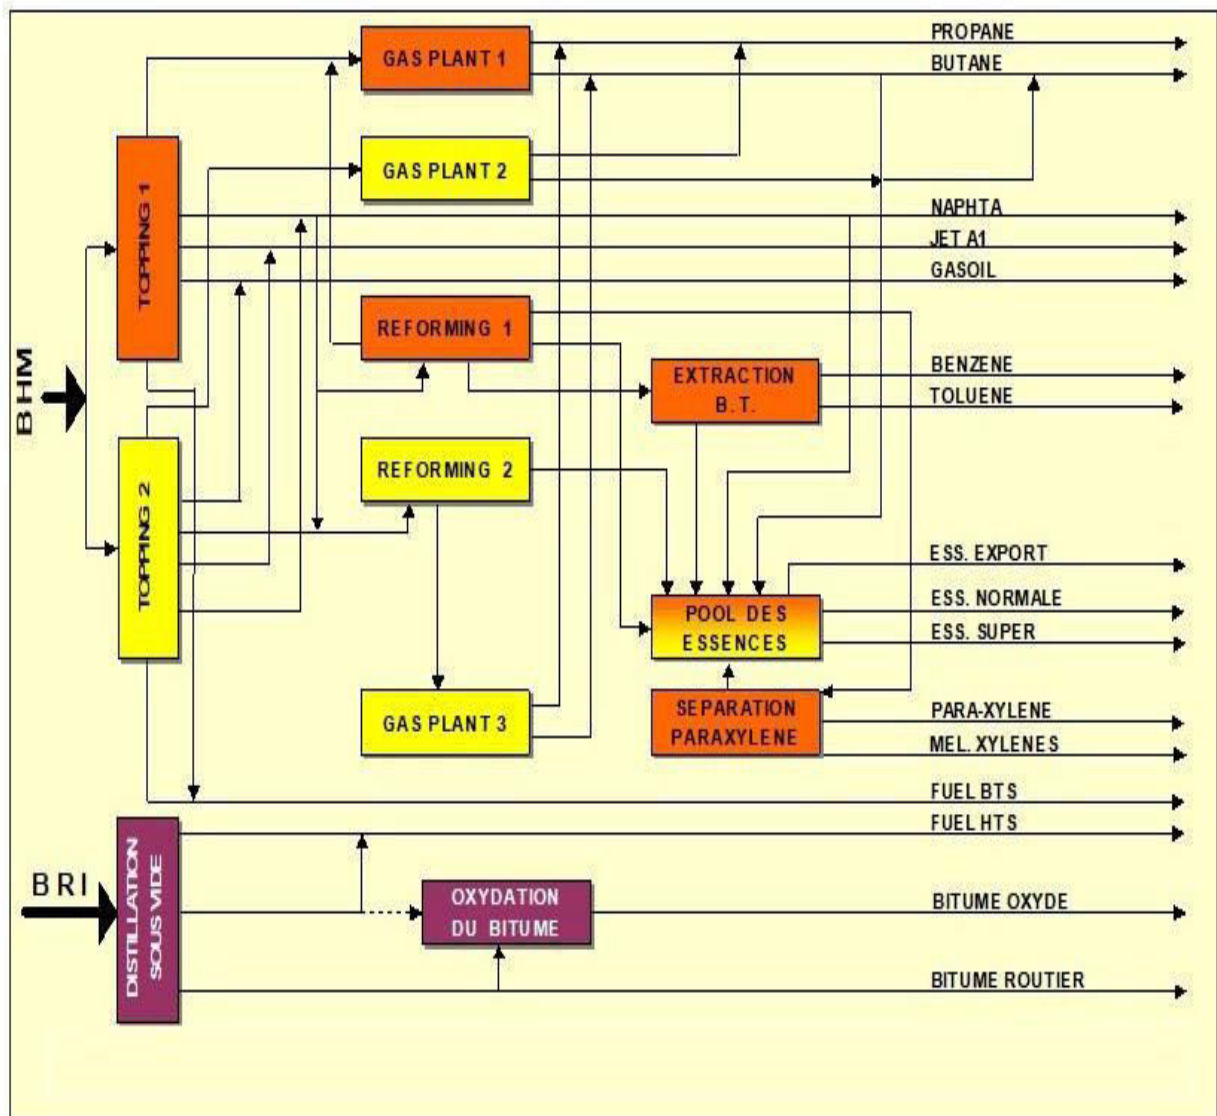 PROPANE
GAS PLANT 1
BUTANE
GAS PLANT 2
TOPPING 1
NAPHTA
JET A1
GASOIL
REFORMING 1
BHM
EXTRACTION
B.T.
BENZENE
TOLUENE
REFORMING 2
TOPPING 2
ESS. EXPORT
POOL DES
ESSENCES
ESS. NORMALE
ESS. SUPER
GAS PLANT 3
SEPARATION
PARAXYLENE
PARA-XYLENE
MEL. XYLENES
FUEL BTS
FUEL HTS
BRI
DISTILLATION
SOUS VIDE
OXYDATION
DU BITUME
BITUME OXYDE
BITUME ROUTIER